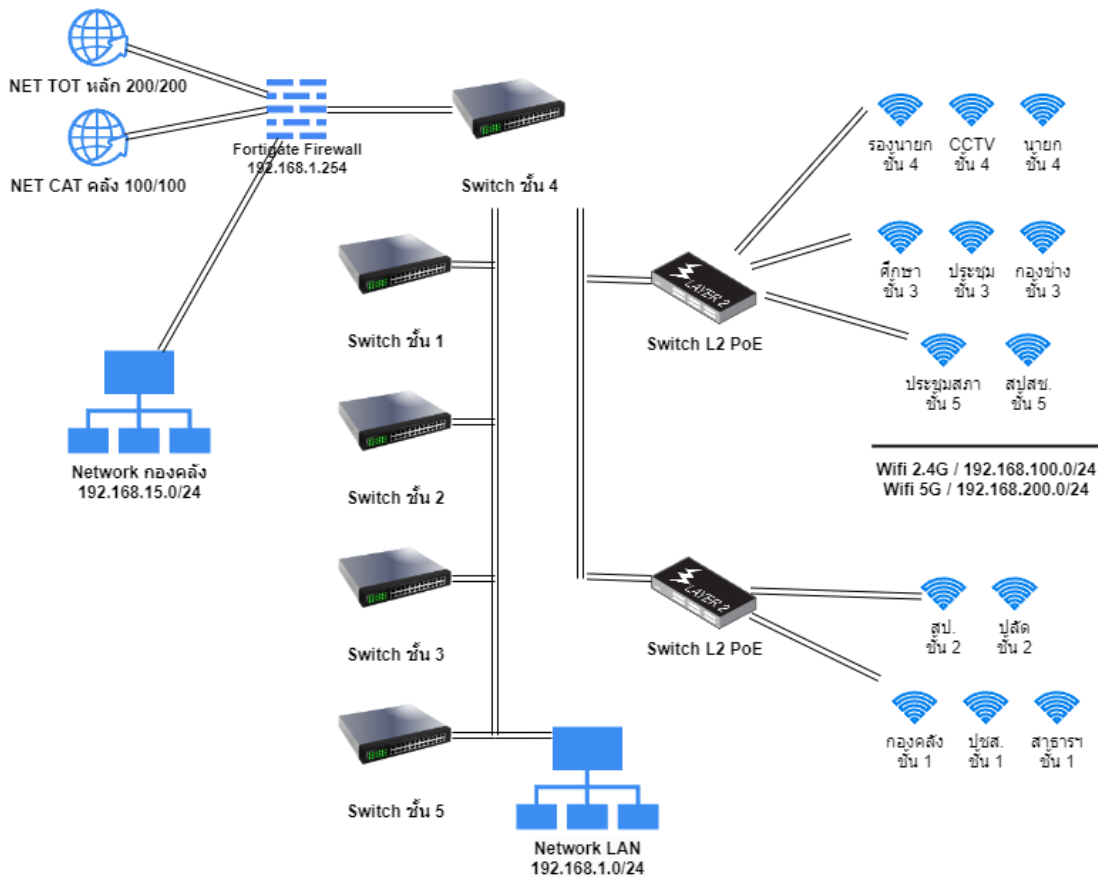 NET TOT หลัก 200/200
NET CAT คลัง 100/100
Fortigate Firewall
192.168.1.254
Switch ชั้น 4
Switch ชั้น 1
Switch ชั้น 2
Switch ชั้น 3
Switch ชั้น 5
Network กองคลัง
192.168.15.0/24
Network LAN
192.168.1.0/24
LAYER 2
Switch L2 PoE
LAYER 2
Switch L2 PoE
รองนายก
ชั้น 4
CCTV
ชั้น 4
นายก
ชั้น 4
ศึกษา
ชั้น 3
ประชุม
ชั้น 3
กองช่าง
ชั้น 3
ประชุมสภา
ชั้น 5
สปสช.
ชั้น 5
Wifi 2.4G / 192.168.100.0/24
Wifi 5G / 192.168.200.0/24
สป.
ชั้น 2
ปลัด
ชั้น 2
กองคลัง
ชั้น 1
ปชส.
ชั้น 1
สาธารฯ
ชั้น 1